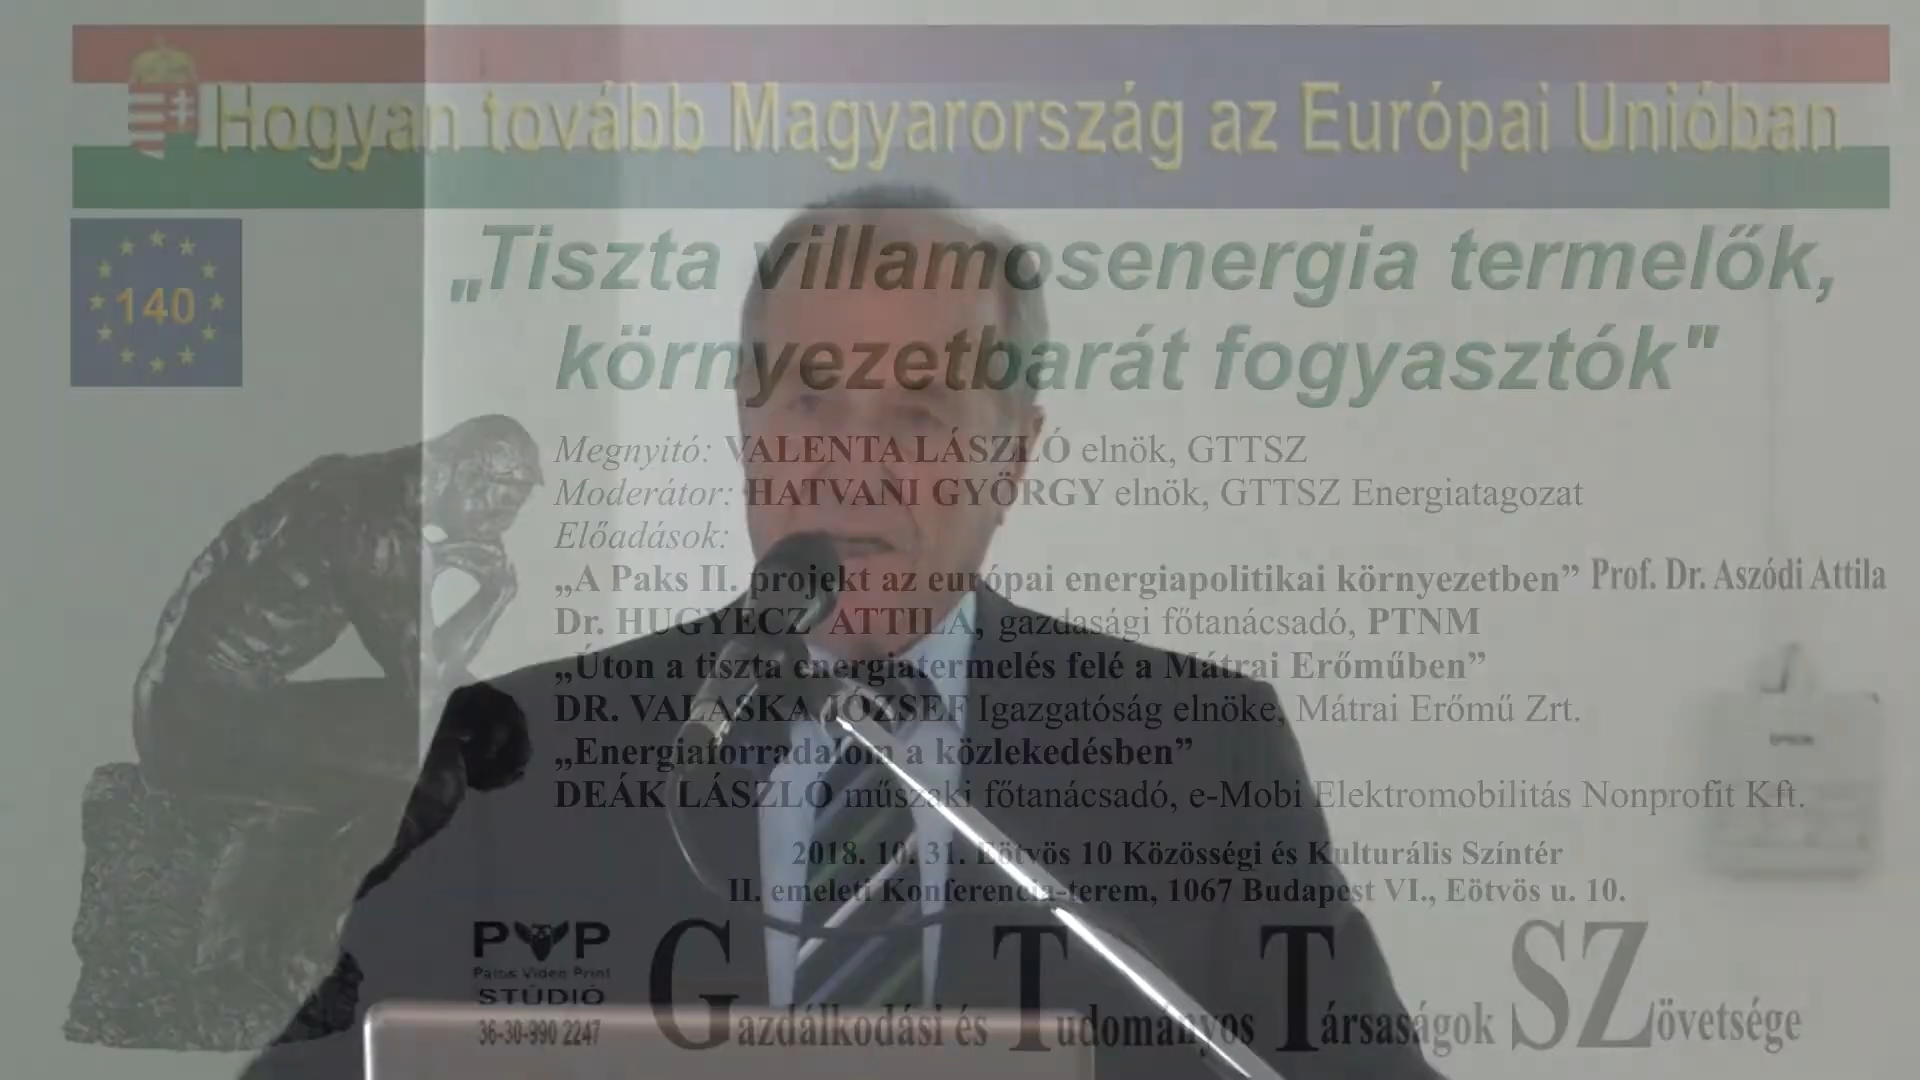 Hogyan tovább Magyarország az Európai Unióban
140
„Tiszta villamosenergia termelők,
környezetbarát fogyasztók"
Megnyitó: VALENTA LÁSZLÓ elnök, GTTSZ
Moderátor: HATVANI GYÖRGY elnök, GTTSZ Energiatagozat
Előadások:
„A Paks II. projekt az európai energiapolitikai környezetben” Prof. Dr. Aszódi Attila
Dr. HUGYECZ ATTILA, gazdasági főtanácsadó, PTNM
„Úton a tiszta energiatermelés felé a Mátrai Erőműben”
DR. VALASKA JÓZSEF Igazgatóság elnöke, Mátrai Erőmű Zrt.
„Energiaforradalom a közlekedésben”
DEÁK LÁSZLÓ műszaki főtanácsadó, e-Mobi Elektromobilitás Nonprofit Kft.
2018. 10. 31. Eötvös 10 Közösségi és Kulturális Színtér
II. emeleti Konferencia-terem, 1067 Budapest VI., Eötvös u. 10.
PVP
Palos Video Print
STÚDIÓ
36-30-990 2247
Gazdálkodási és Tudományos Társaságok SZövetsége
EPSON